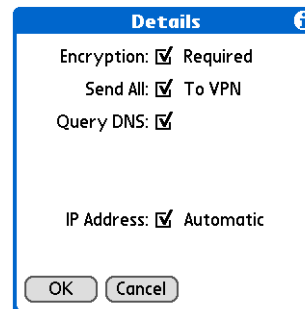 Details
Encryption: Required
Send All: To VPN
Query DNS:
IP Address: Automatic
OK Cancel